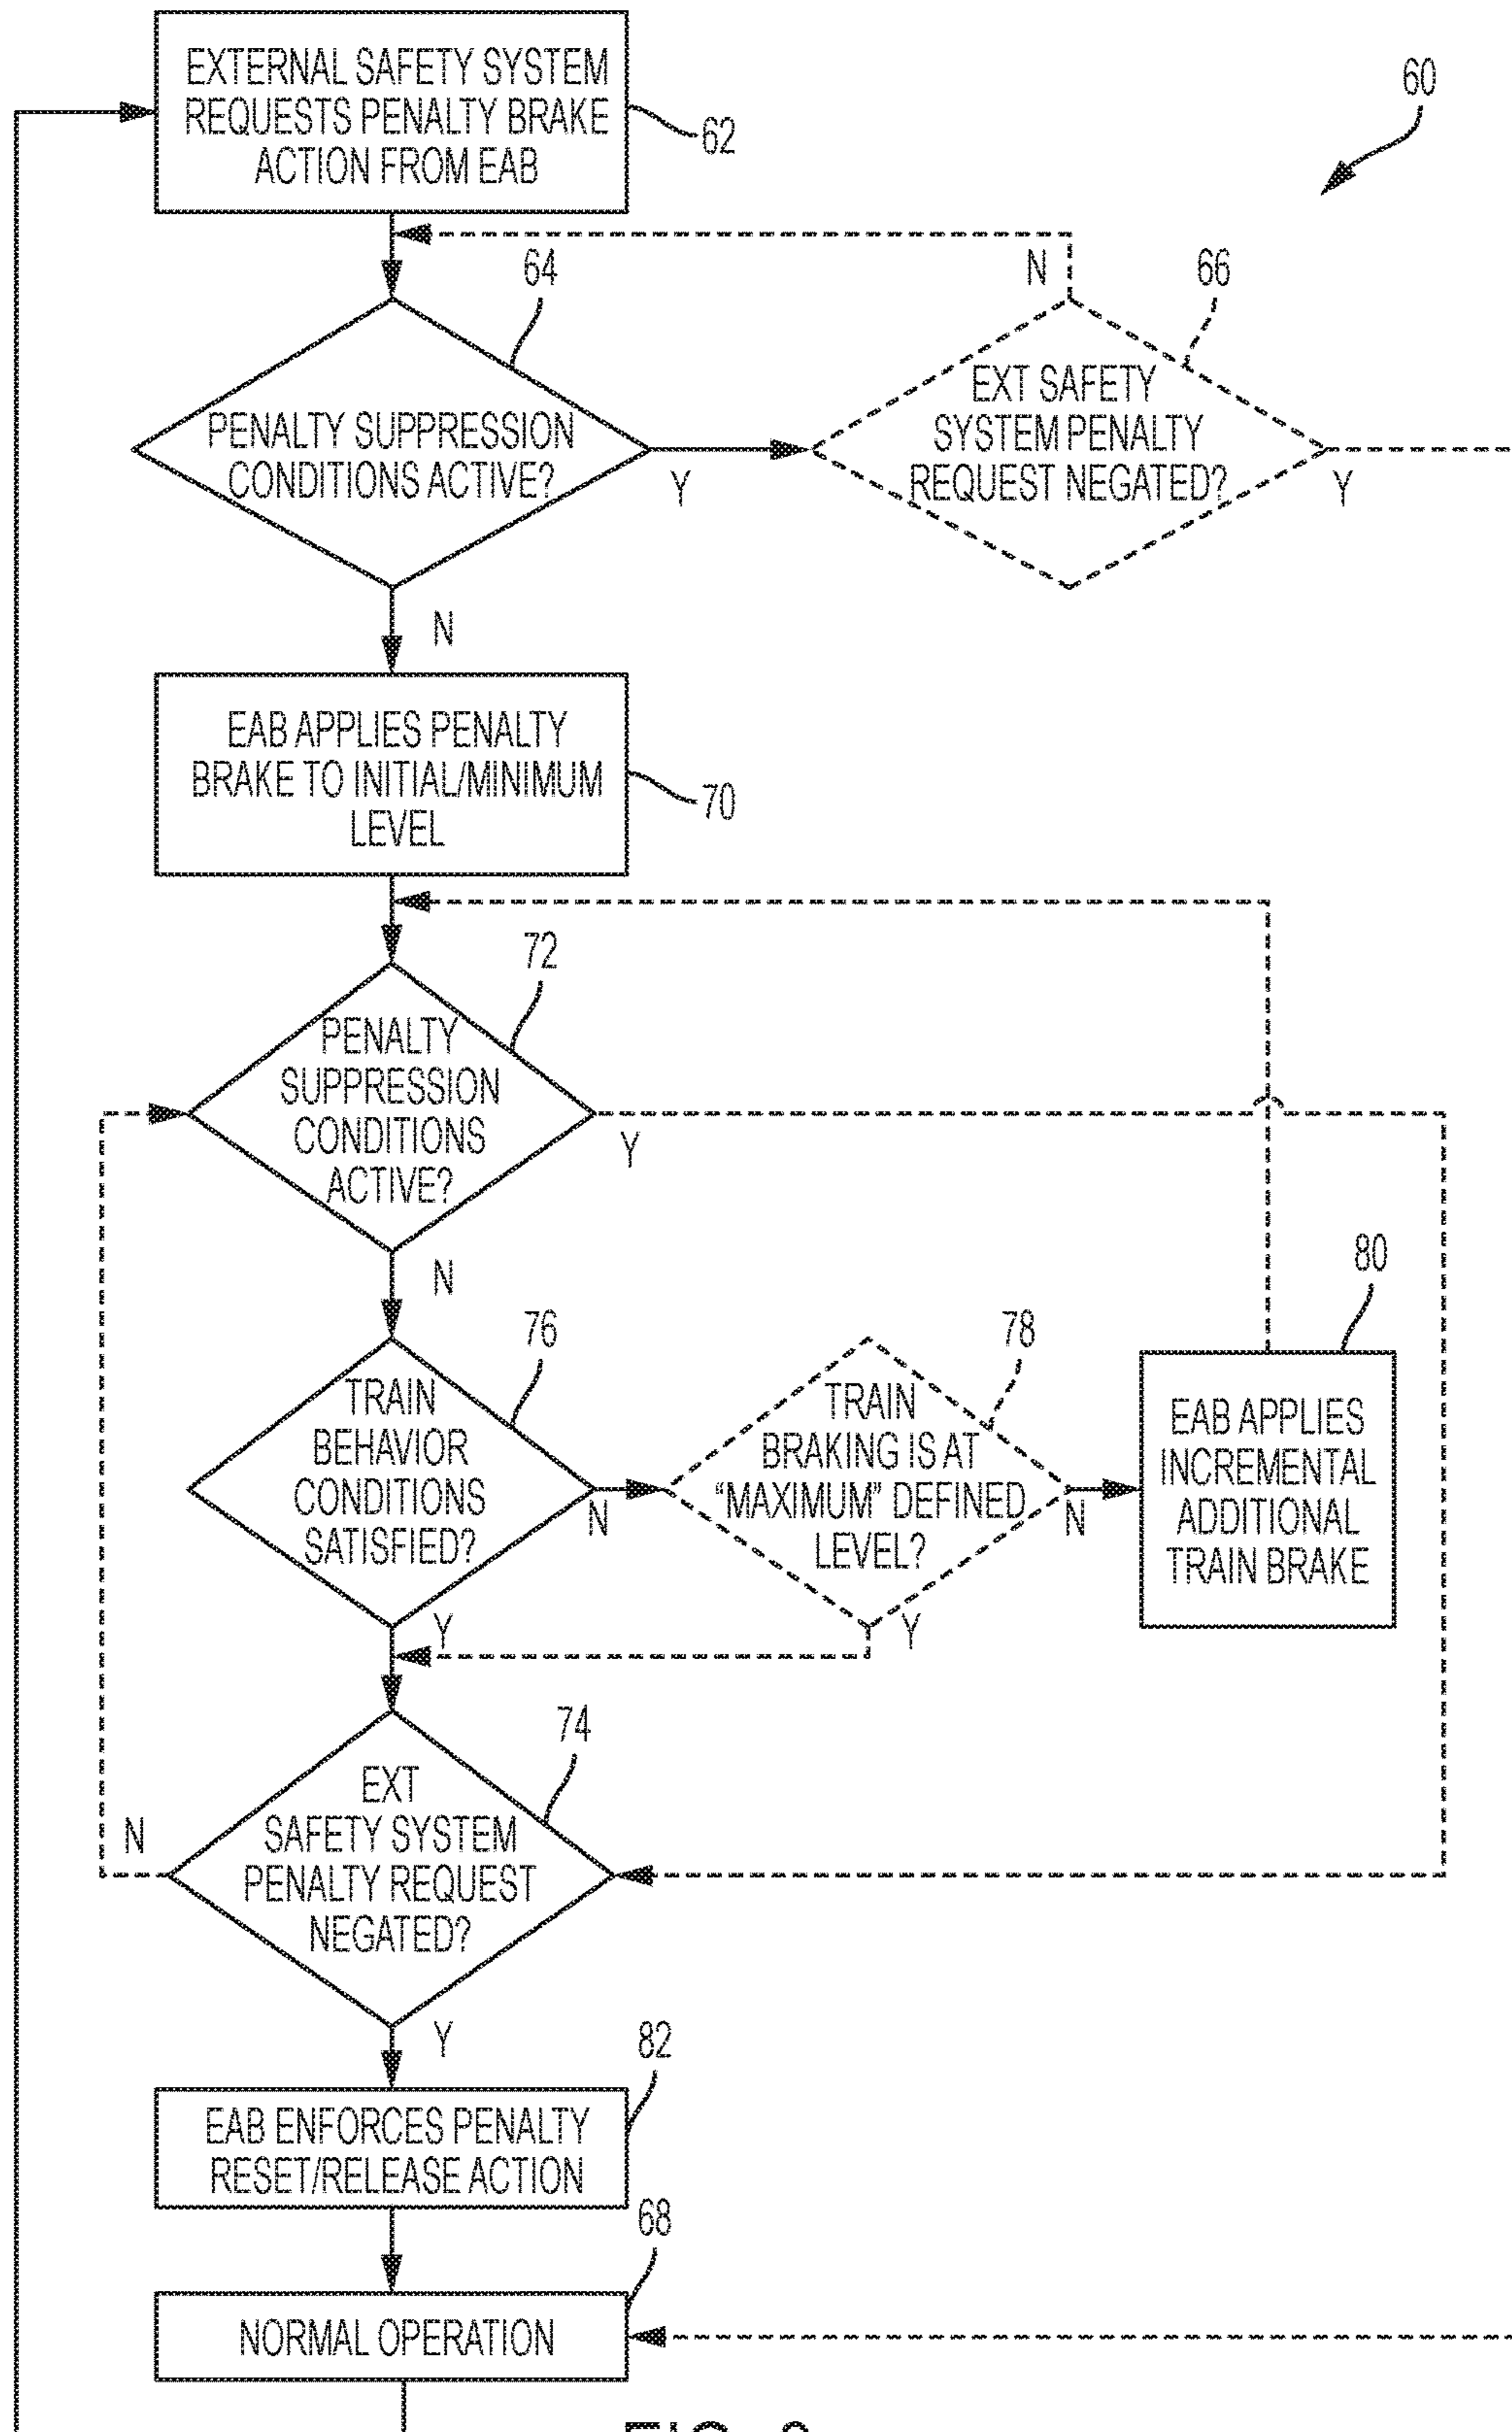 EXTERNAL SAFETY SYSTEM
REQUESTS PENALTY BRAKE
ACTION FROM EAB
62
60
64
N
66
PENALTY SUPPRESSION
CONDITIONS ACTIVE?
Y
EXT SAFETY
SYSTEM PENALTY
REQUEST NEGATED?
Y
N
EAB APPLIES PENALTY
BRAKE TO INITIAL/MINIMUM
LEVEL
70
72
PENALTY
SUPPRESSION
CONDITIONS
ACTIVE?
Y
N
76
TRAIN
BEHAVIOR
CONDITIONS
SATISFIED?
N
Y
78
TRAIN
BRAKING IS AT
“MAXIMUM” DEFINED
LEVEL?
N
Y
80
EAB APPLIES
INCREMENTAL
ADDITIONAL
TRAIN BRAKE
74
EXT
SAFETY SYSTEM
PENALTY REQUEST
NEGATED?
N
Y
82
EAB ENFORCES PENALTY
RESET/RELEASE ACTION
68
NORMAL OPERATION